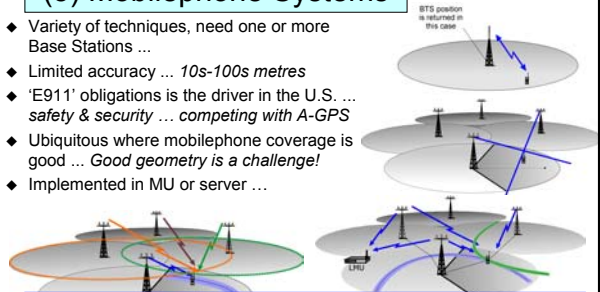 (6) Mobilephone Systems
BTS position
is returned in
this case
Variety of techniques, need one or more
Base Stations ...
Limited accuracy ... 10s-100s metres
'E911' obligations is the driver in the U.S. ...
safety & security ... competing with A-GPS
Ubiquitous where mobilephone coverage is
good ... Good geometry is a challenge!
Implemented in MU or server ...
LMU